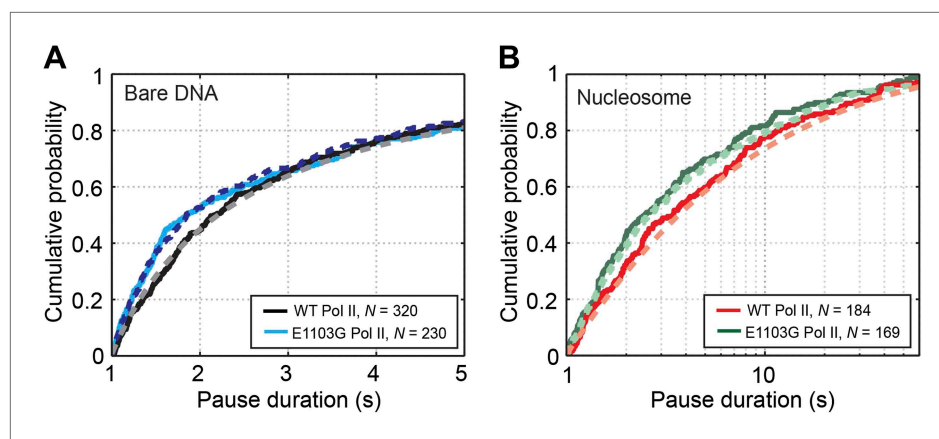 A
B
Cumulative probability
1
0.8
0.6
0.4
0.2
0
Bare DNA
WT Pol II, N = 320
E1103G Pol II, N = 230
1
2
3
4
5
Pause duration (s)
Cumulative probability
1
0.8
0.6
0.4
0.2
0
Nucleosome
WT Pol II, N = 184
E1103G Pol II, N = 169
1
10
Pause duration (s)